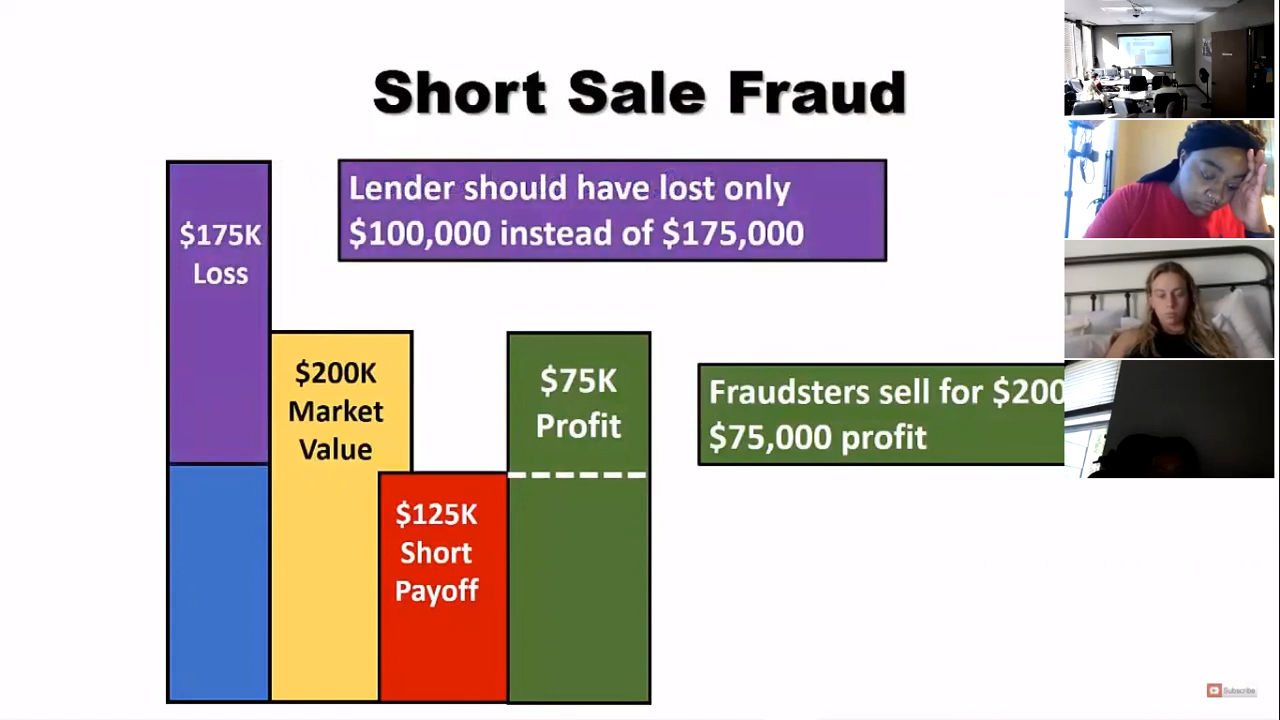 Short Sale Fraud
Lender should have lost only
$100,000 instead of $175,000
$175K
Loss
$200K
Market
Value
$75K
Profit
Fraudsters sell for $200
$75,000 profit
$125K
Short
Payoff
Subscribe